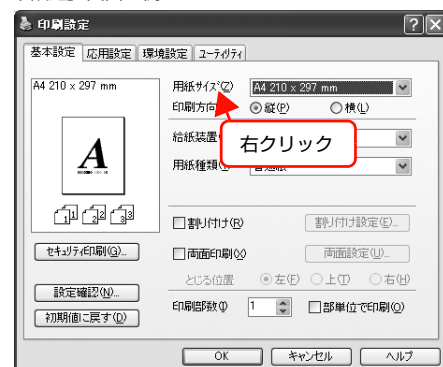 印刷設定
基本設定 応用設定 環境設定 ユーティリティ
A4 210 x 297 mm
用紙サイズ(Z) A4 210 x 297 mm
印刷方向 縦(P) 横(L)
給紙装置
右クリック
用紙種類
A
1 2 3
割り付け(R) 割り付け設定(E)...
セキュリティ印刷(G)...
両面印刷(X) 両面設定(U)...
とじる位置 左(F) 上(T) 右(H)
設定確認(N)...
印刷部数(I) 1 部単位で印刷(O)
初期値に戻す(D)
OK キャンセル ヘルプ